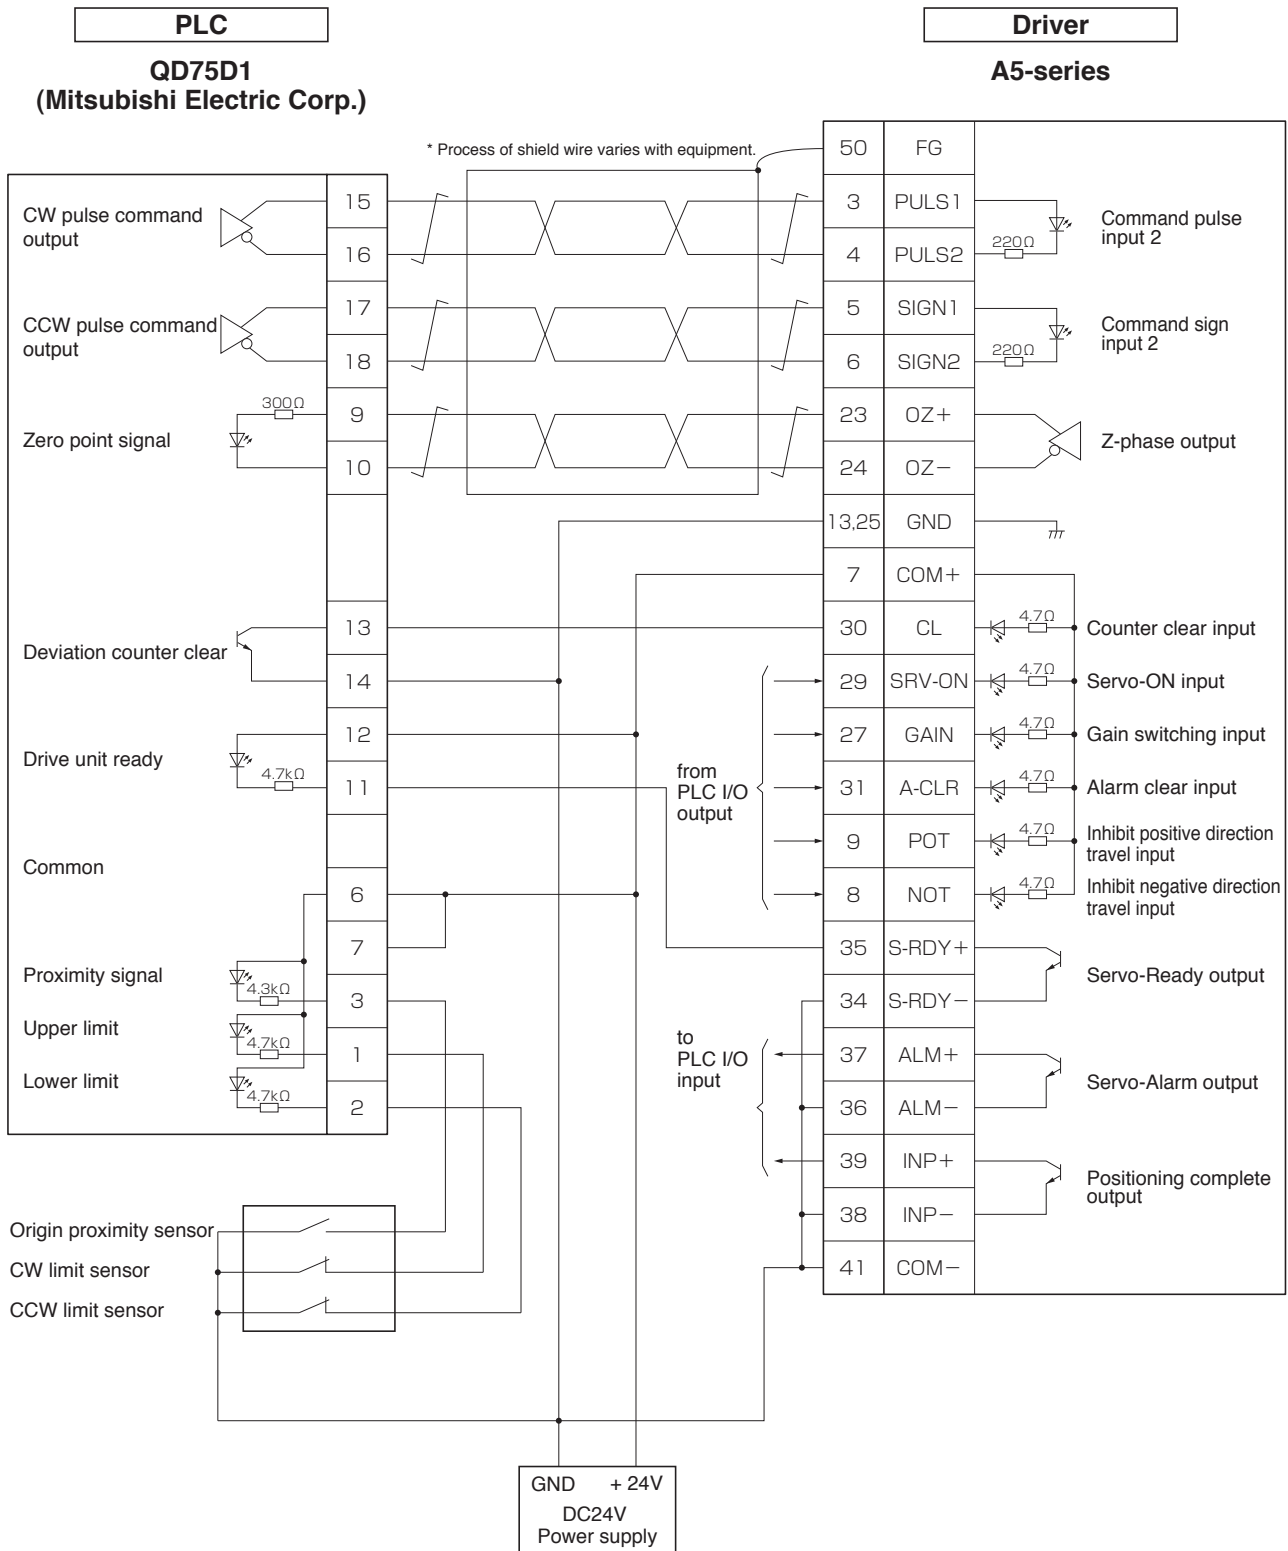 PLC
Driver
QD75D1
(Mitsubishi Electric Corp.)
A5-series
* Process of shield wire varies with equipment.
50 FG
CW pulse command
output
15
16
3 PULS1
4 PULS2
220Ω
Command pulse
input 2
CCW pulse command
output
17
18
5 SIGN1
6 SIGN2
220Ω
Command sign
input 2
Zero point signal
300Ω
9
10
23 OZ+
24 OZ−
Z-phase output
13,25 GND
7 COM+
Deviation counter clear
13
14
30 CL 4.7Ω Counter clear input
29 SRV-ON 4.7Ω Servo-ON input
Drive unit ready
4.7kΩ
12
11
from
PLC I/O
output
27 GAIN 4.7Ω Gain switching input
31 A-CLR 4.7Ω Alarm clear input
9 POT 4.7Ω Inhibit positive direction
travel input
8 NOT 4.7Ω Inhibit negative direction
travel input
Common
6
7
35 S-RDY+
34 S-RDY−
Servo-Ready output
Proximity signal
4.3kΩ
3
Upper limit
4.7kΩ
1
Lower limit
4.7kΩ
2
to
PLC I/O
input
37 ALM+
36 ALM−
Servo-Alarm output
39 INP+
38 INP−
Positioning complete
output
41 COM−
Origin proximity sensor
CW limit sensor
CCW limit sensor
GND + 24V
DC24V
Power supply